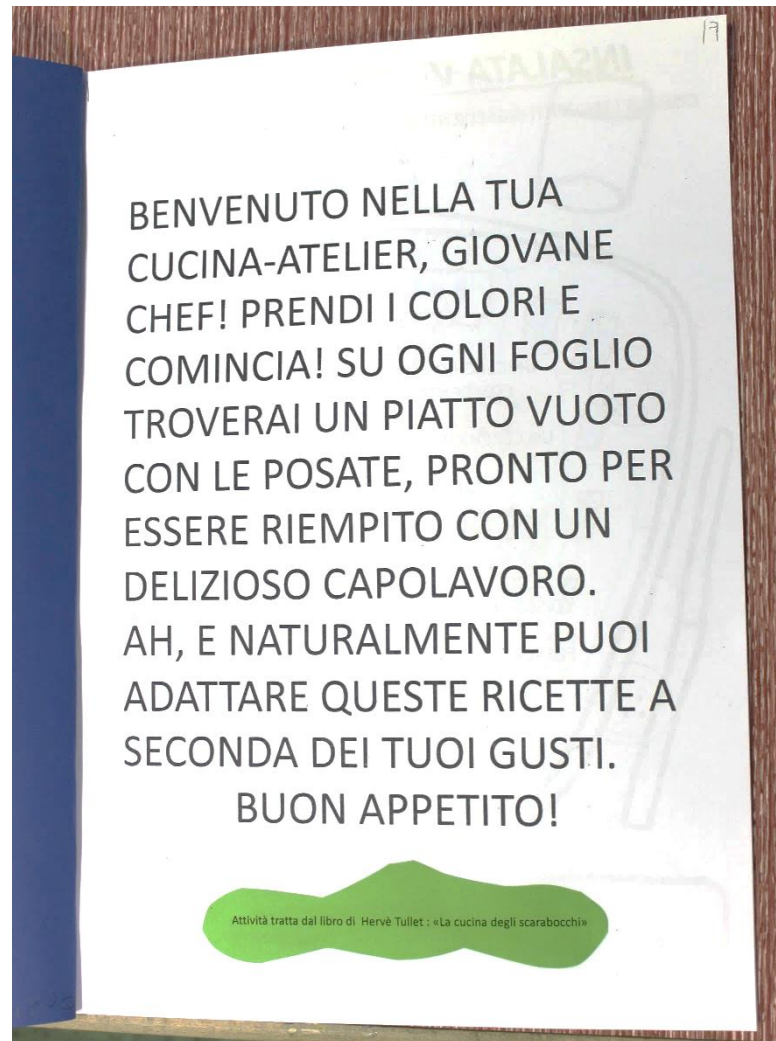 17
BENVENUTO NELLA TUA
CUCINA-ATELIER, GIOVANE
CHEF! PRENDI I COLORI E
COMINCIA! SU OGNI FOGLIO
TROVERAI UN PIATTO VUOTO
CON LE POSATE, PRONTO PER
ESSERE RIEMPITO CON UN
DELIZIOSO CAPOLAVORO.
AH, E NATURALMENTE PUOI
ADATTARE QUESTE RICETTE A
SECONDA DEI TUOI GUSTI.
BUON APPETITO!
Attività tratta dal libro di Hervè Tullet : «La cucina degli scarabocchi»